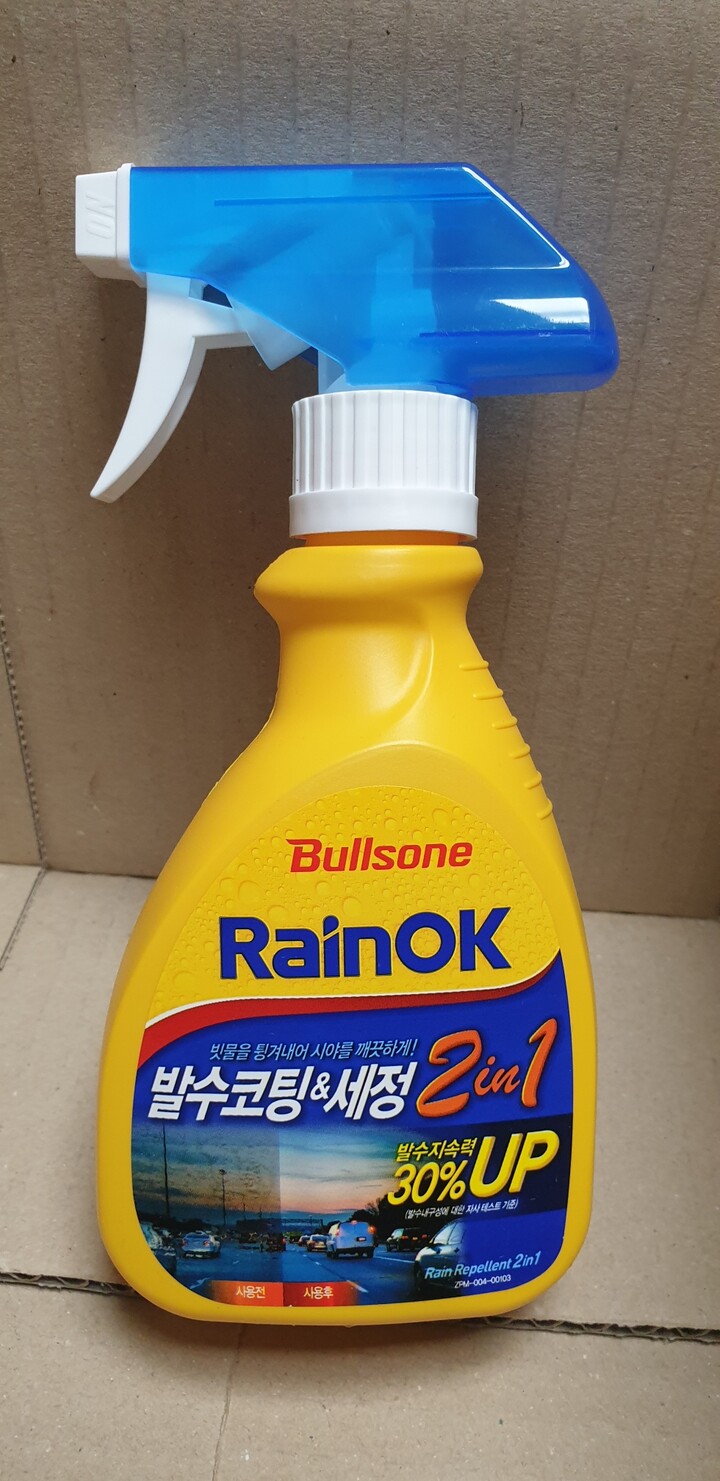 ON
Bullsone
RainOK
빗물을 튕겨내어 시야를 깨끗하게!
발수코팅&세정 2in1
발수지속력
30% UP
(발수내구성에 대한 자사 테스트 기준)
Rain Repellent 2in1
ZPM-004-00103
사용전 사용후